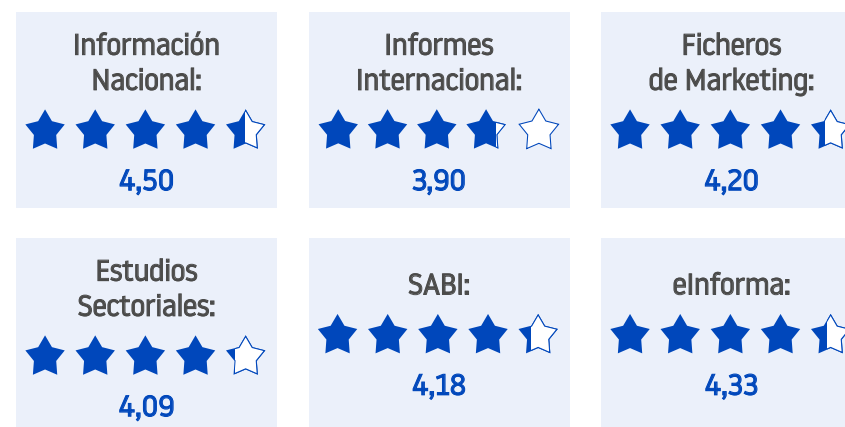 Información
Nacional:
4,50
Informes
Internacional:
3,90
Ficheros
de Marketing:
4,20
Estudios
Sectoriales:
4,09
SABI:
4,18
eInforma:
4,33